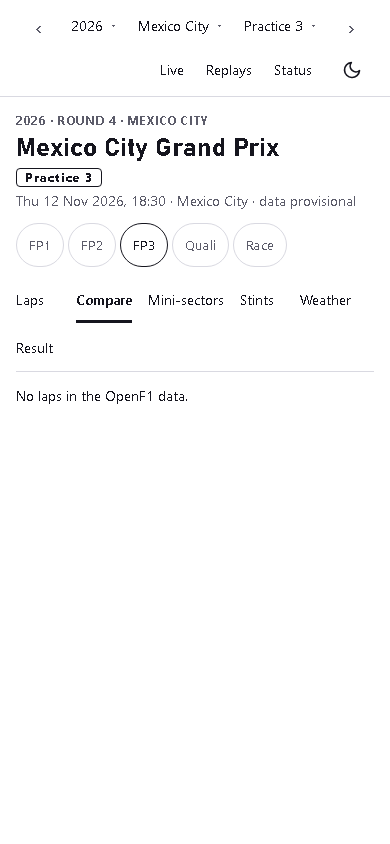 ‹ 2026 Mexico City Practice 3 ›
Live Replays Status
2026 · ROUND 4 · MEXICO CITY
Mexico City Grand Prix
Practice 3
Thu 12 Nov 2026, 18:30 · Mexico City · data provisional
FP1 FP2 FP3 Quali Race
Laps Compare Mini-sectors Stints Weather
Result
No laps in the OpenF1 data.